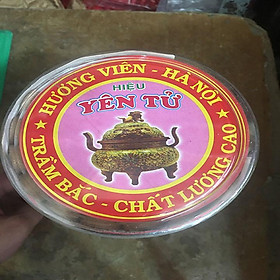 HƯƠNG VIÊN - HÀ NỘI
HIỆU
YÊN TỬ
★ TRẦM BẮC - CHẤT LƯỢNG CAO ★